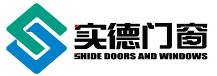 实德门窗
SHIDE DOORS AND WINDOWS